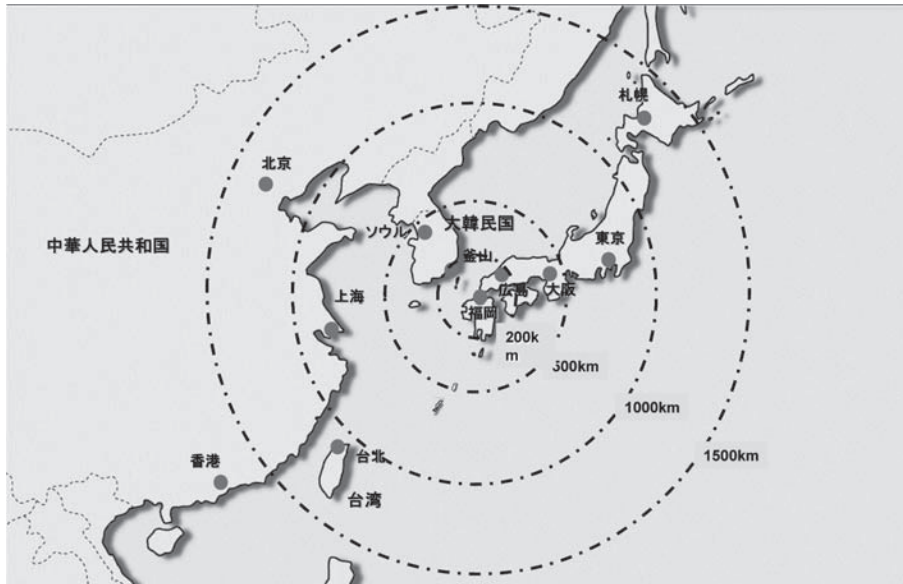 札幌
北京
ソウル
大韓民国
中華人民共和国
東京
釜山
広島
大阪
上海
福岡
200k
m
500km
1000km
台北
1500km
香港
台湾